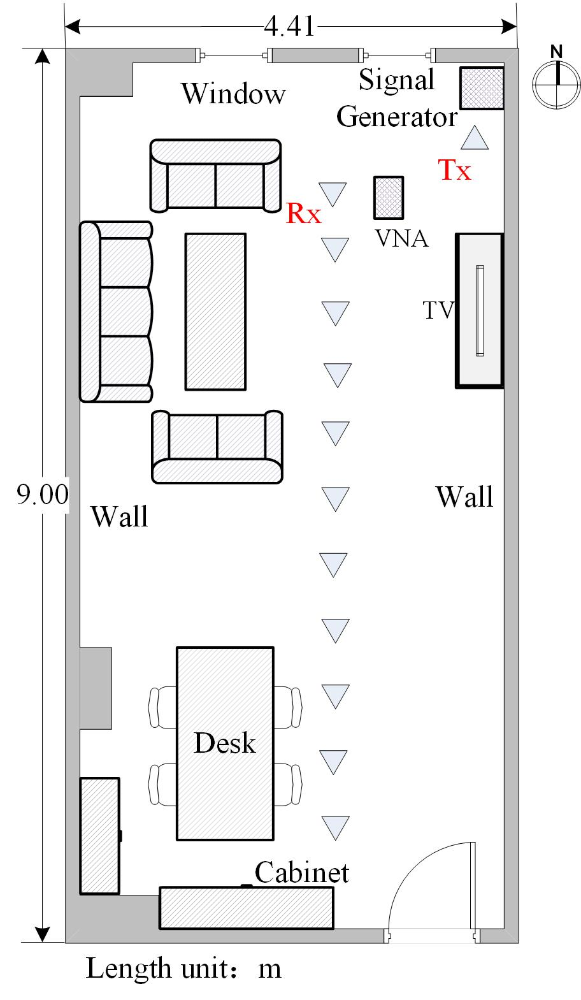 4.41
N
Signal
Generator
Window
Tx
Rx
VNA
TV
9.00
Wall
Wall
Desk
Cabinet
Length unit：m